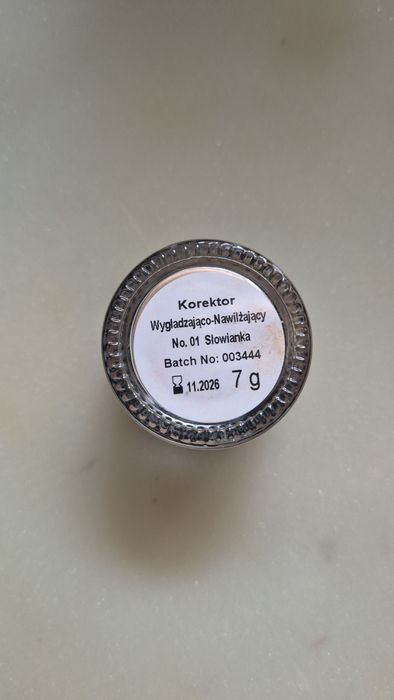 Korektor
Wygładzająco-Nawilżający
No. 01 Słowianka
Batch No: 003444
11.2026 7 g